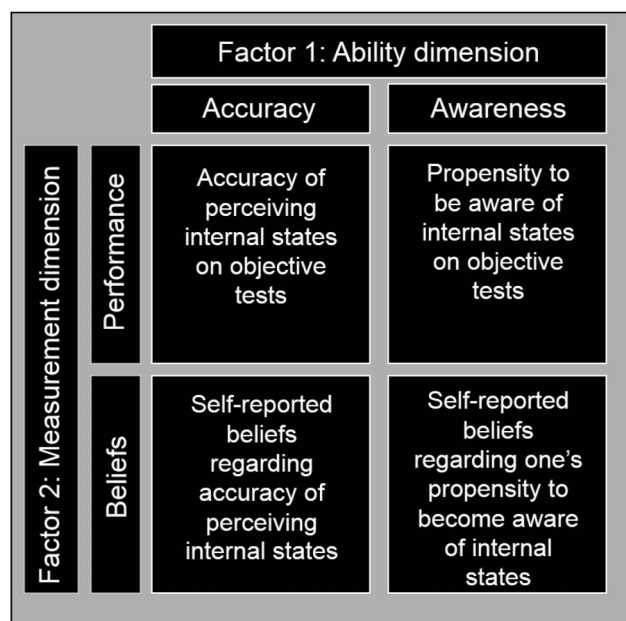 Factor 1: Ability dimension
Accuracy
Awareness
Factor 2: Measurement dimension
Performance
Accuracy of
perceiving
internal states
on objective
tests
Propensity to
be aware of
internal states
on objective
tests
Beliefs
Self-reported
beliefs
regarding
accuracy of
perceiving
internal states
Self-reported
beliefs
regarding one's
propensity to
become aware
of internal
states